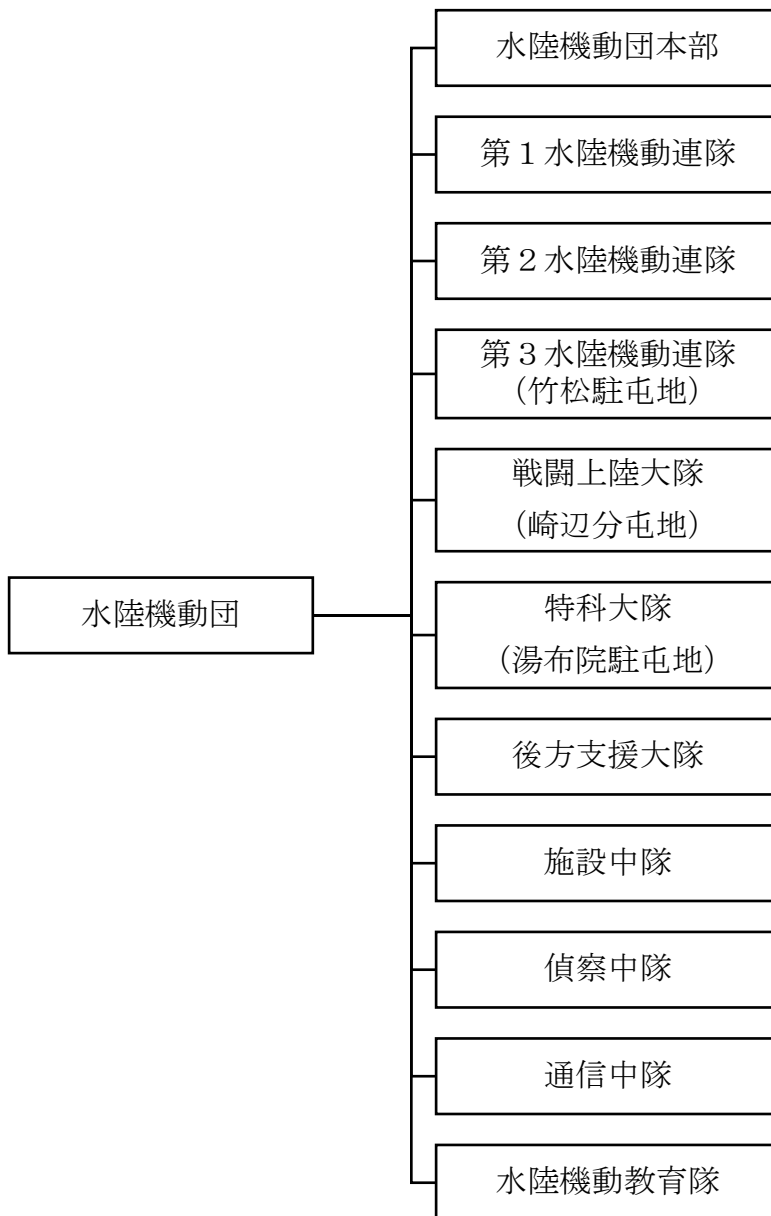 水陸機動団
水陸機動団本部
第１水陸機動連隊
第２水陸機動連隊
第３水陸機動連隊
（竹松駐屯地）
戦闘上陸大隊
（崎辺分屯地）
特科大隊
（湯布院駐屯地）
後方支援大隊
施設中隊
偵察中隊
通信中隊
水陸機動教育隊